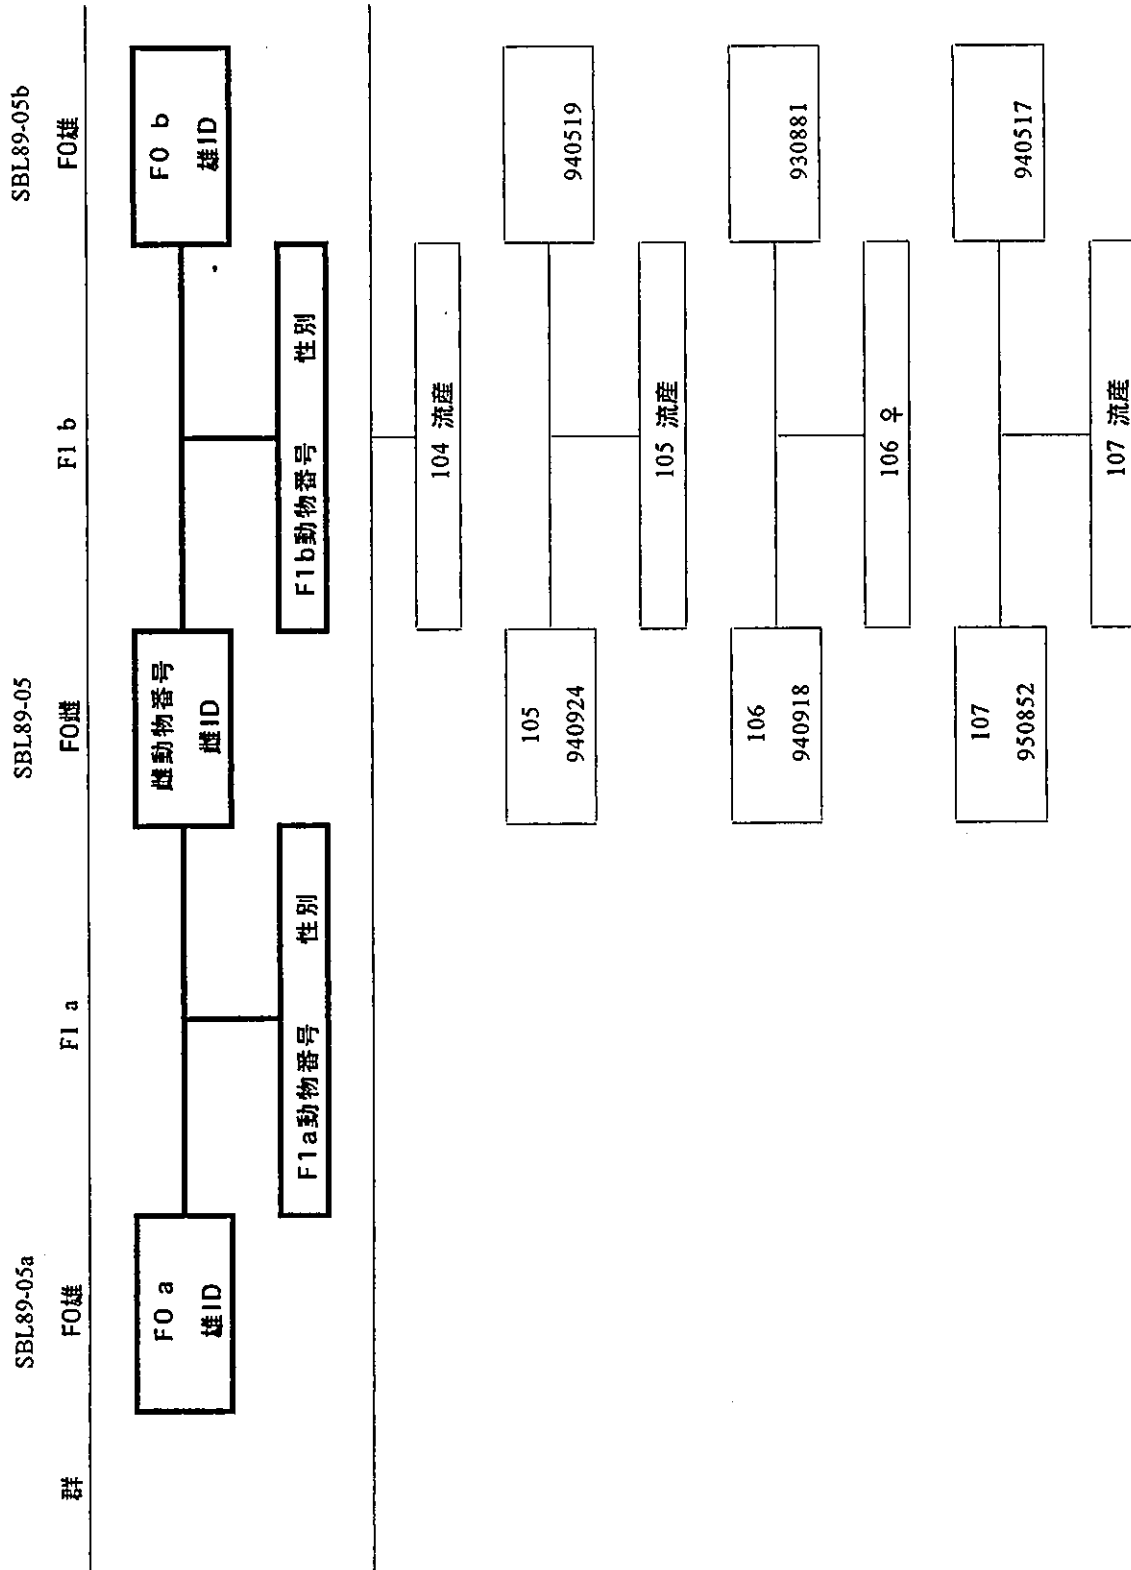 SBL89-05a SBL89-05 SBL89-05b
群 F0雄 F1 a F0雌 F1 b F0雄
F0 a
雄ID
雌動物番号
雌ID
F0 b
雄ID
F1a動物番号 性別
F1b動物番号 性別
104 流産
105
940924
940519
105 流産
106
940918
930881
106 ♀
107
950852
940517
107 流産